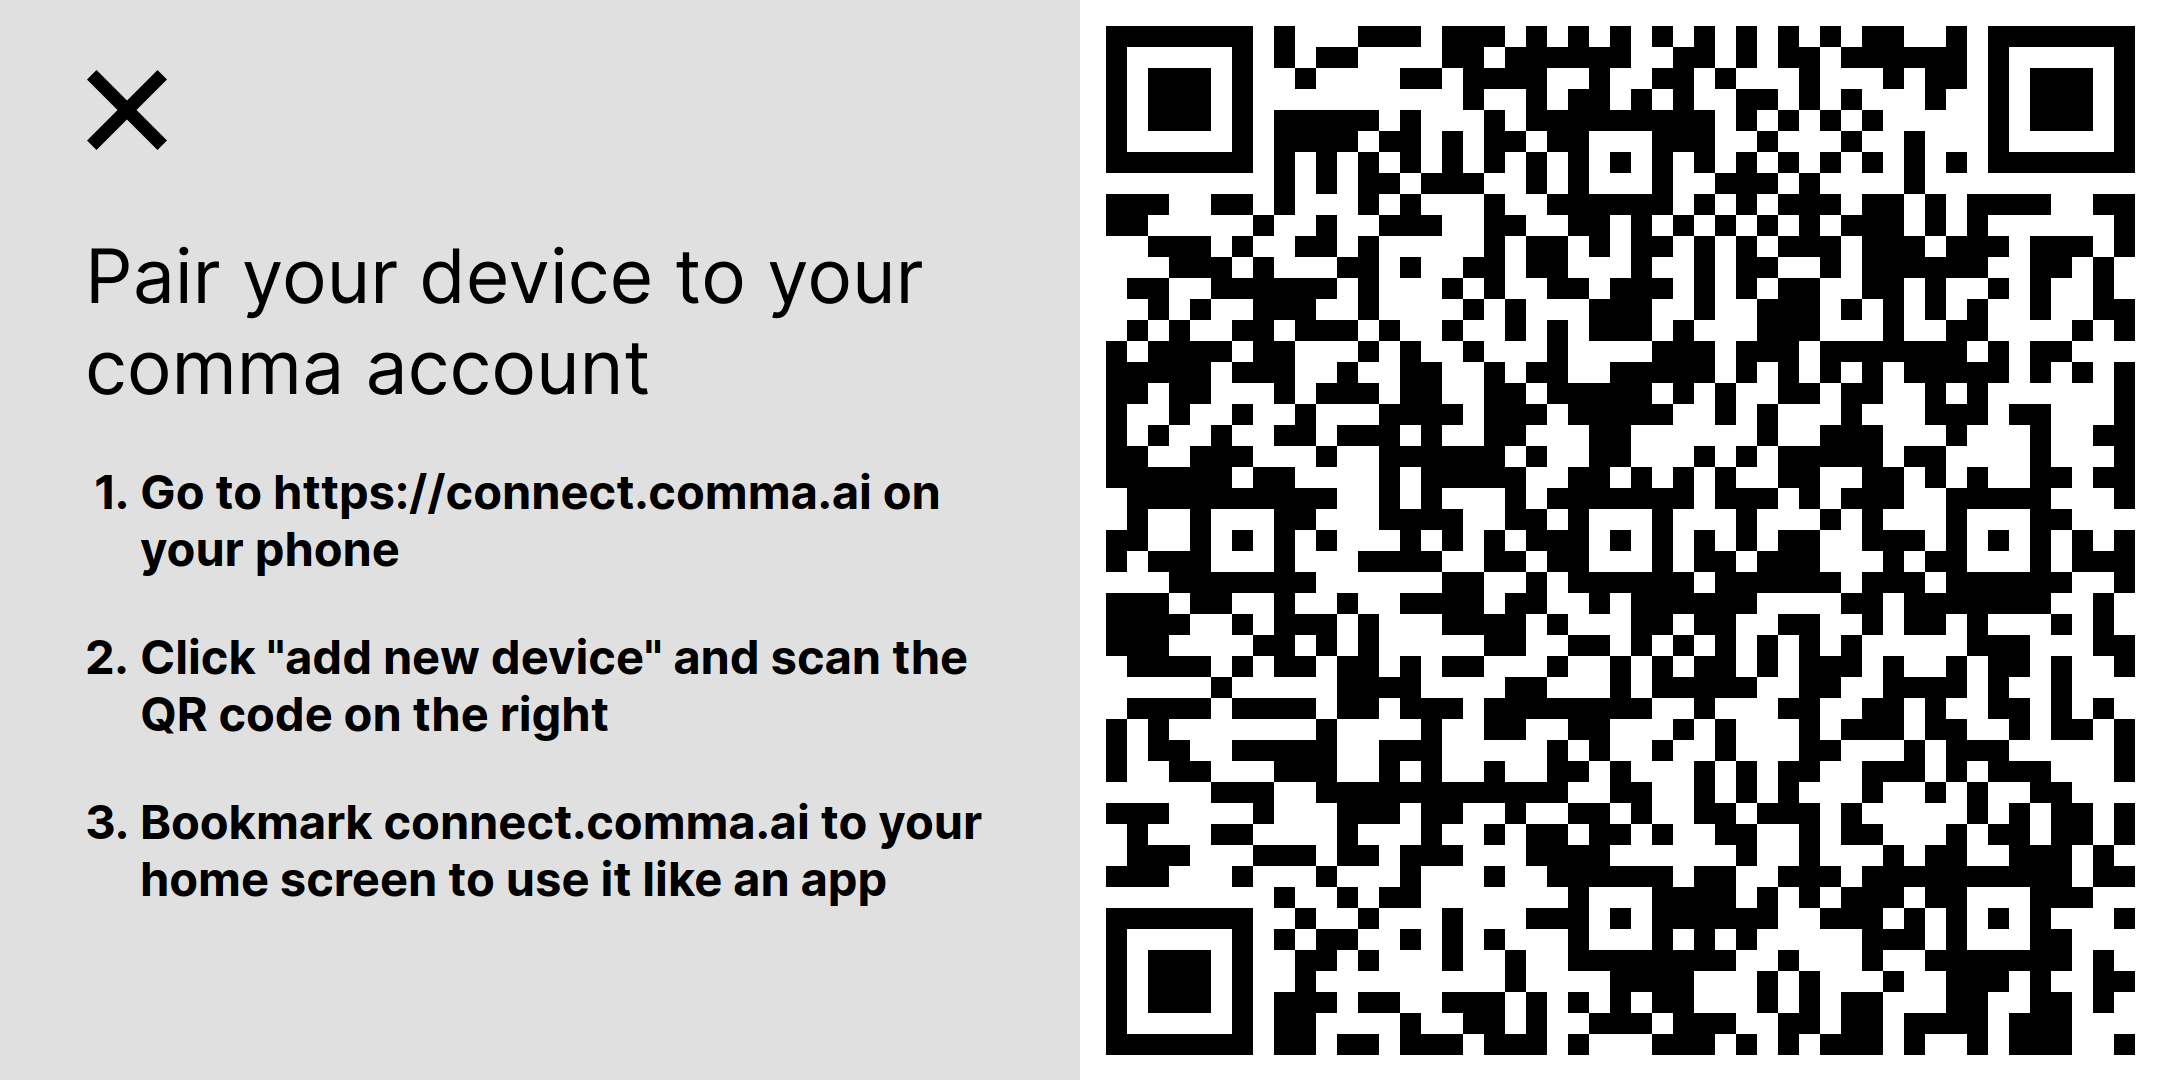 Pair your device to your
comma account
1. Go to https://connect.comma.ai on
your phone
2. Click "add new device" and scan the
QR code on the right
3. Bookmark connect.comma.ai to your
home screen to use it like an app